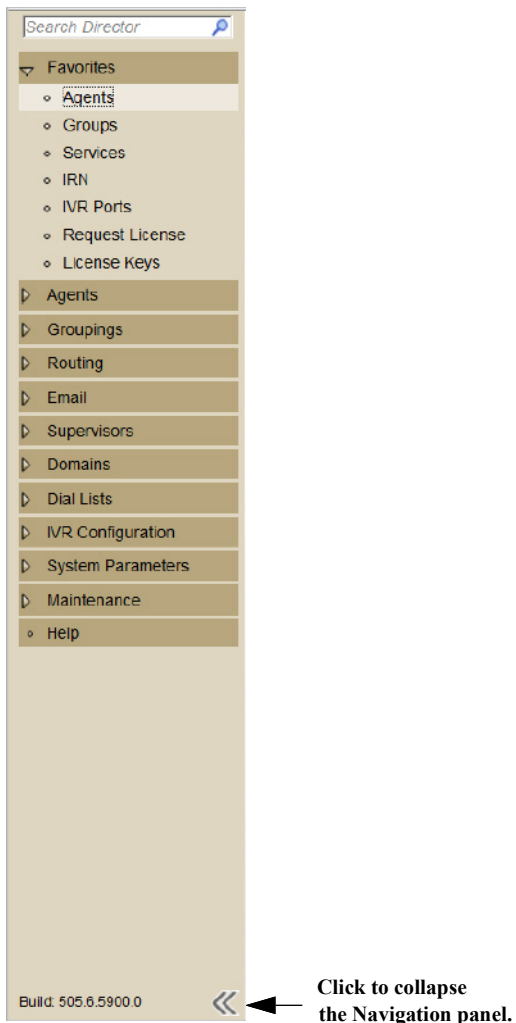 Search Director
Favorites
Agents
Groups
Services
IRN
IVR Ports
Request License
License Keys
Agents
Groupings
Routing
Email
Supervisors
Domains
Dial Lists
IVR Configuration
System Parameters
Maintenance
Help
Build: 505.6.5900.0
Click to collapse
the Navigation panel.